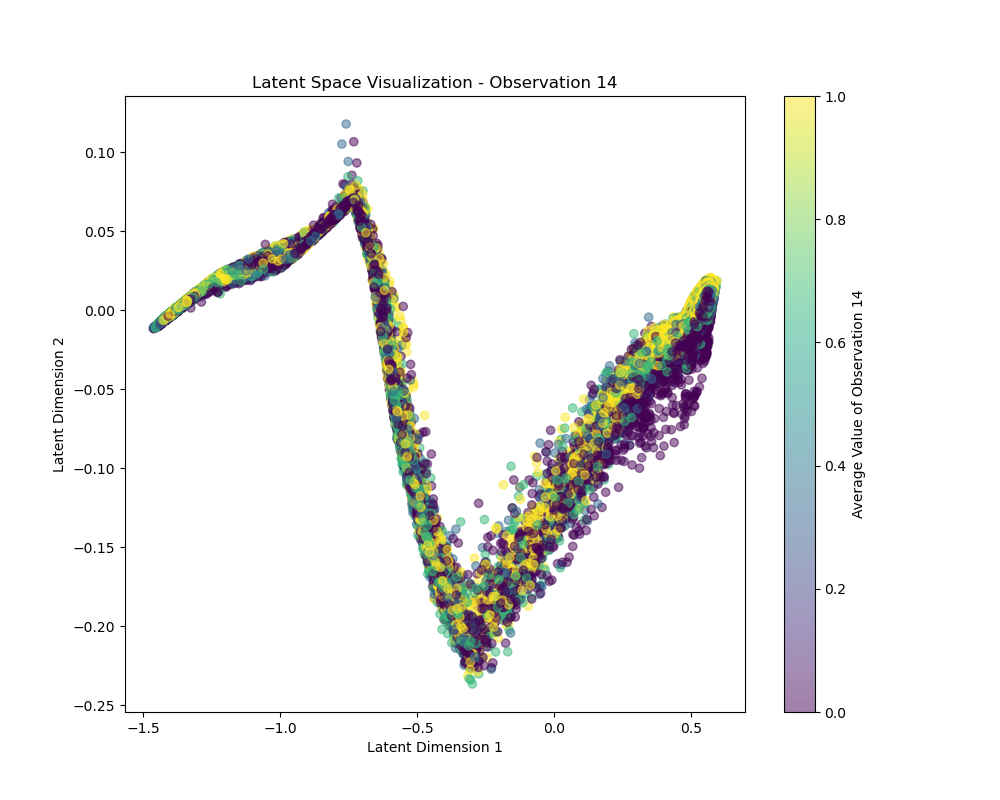 Latent Space Visualization - Observation 14
0.10
0.05
0.00
−0.05
−0.10
−0.15
−0.20
−0.25
Latent Dimension 2
−1.5 −1.0 −0.5 0.0 0.5
Latent Dimension 1
1.0
0.8
0.6
0.4
0.2
0.0
Average Value of Observation 14